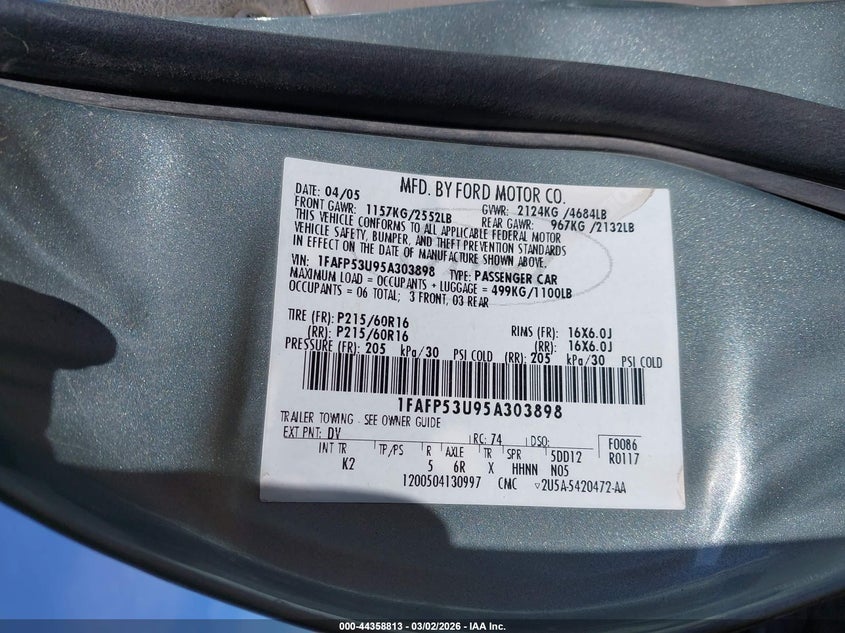 MFD. BY FORD MOTOR CO.
DATE: 04/05
GVWR: 2124KG /4684LB
FRONT GAWR: 1157KG/2552LB
REAR GAWR: 967KG /2132LB
THIS VEHICLE CONFORMS TO ALL APPLICABLE FEDERAL MOTOR
VEHICLE SAFETY, BUMPER, AND THEFT PREVENTION STANDARDS
IN EFFECT ON THE DATE OF MANUFACTURE SHOWN ABOVE.
VIN: 1FAFP53U95A303898 TYPE: PASSENGER CAR
MAXIMUM LOAD = OCCUPANTS + LUGGAGE = 499KG/1100LB
OCCUPANTS = 06 TOTAL; 3 FRONT, 03 REAR
TIRE (FR): P215/60R16 RIMS (FR): 16X6.0J
(RR): P215/60R16 (RR): 16X6.0J
PRESSURE (FR): 205 kPa/30 PSI COLD (RR): 205 kPa/30 PSI COLD
1FAFP53U95A303898
TRAILER TOWING - SEE OWNER GUIDE
EXT PNT: DV RC: 74 DSO: F0086
INT TR TP/PS R AXLE TR SPR 5DD12 R0117
K2 5 6R X HHNN N05
1200504130997 CMC ▽2U5A-5420472-AA
000-44358813 - 03/02/2026 - IAA Inc.